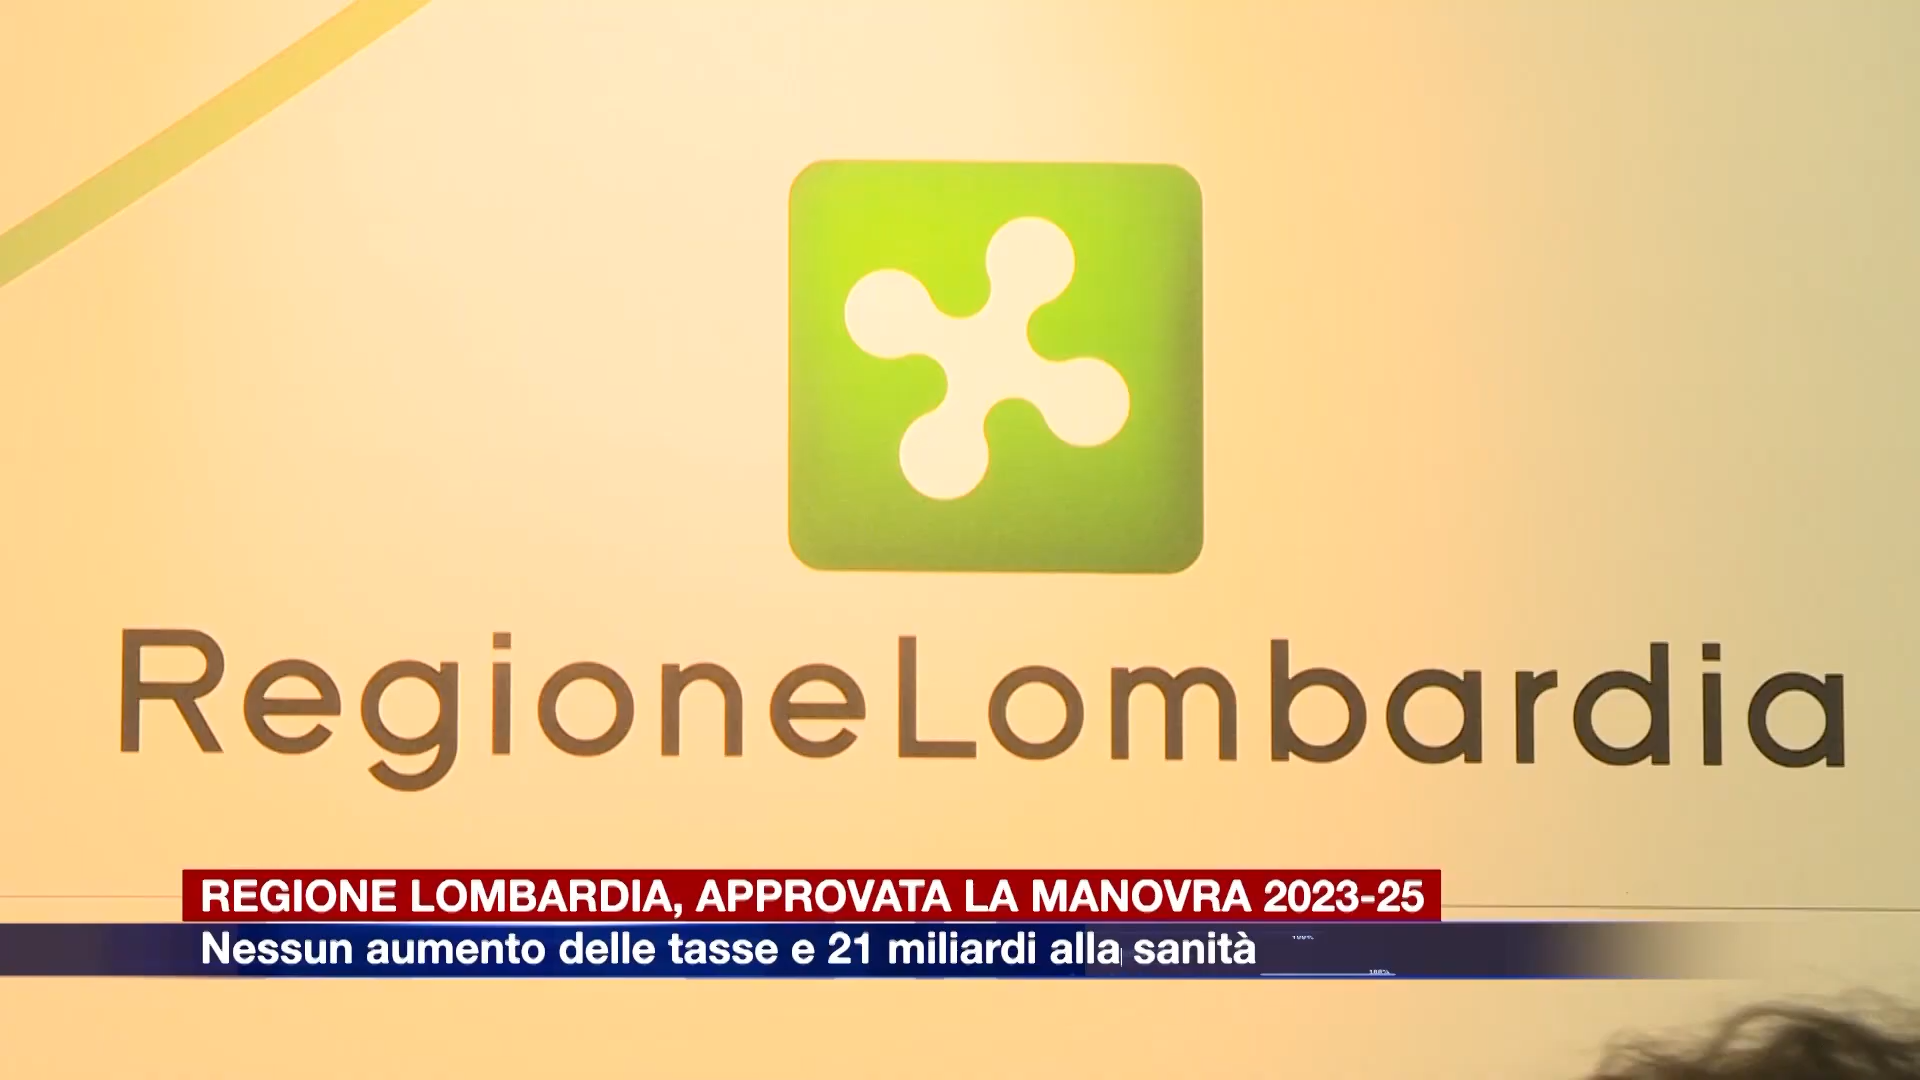 RegioneLombardia
REGIONE LOMBARDIA, APPROVATA LA MANOVRA 2023-25
Nessun aumento delle tasse e 21 miliardi alla sanità